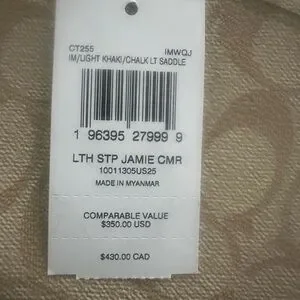 CT255 IMWQJ
IM/LIGHT KHAKI/CHALK LT SADDLE
1 96395 27999 9
LTH STP JAMIE CMR
10011305US25
MADE IN MYANMAR
COMPARABLE VALUE
$350.00 USD
$430.00 CAD